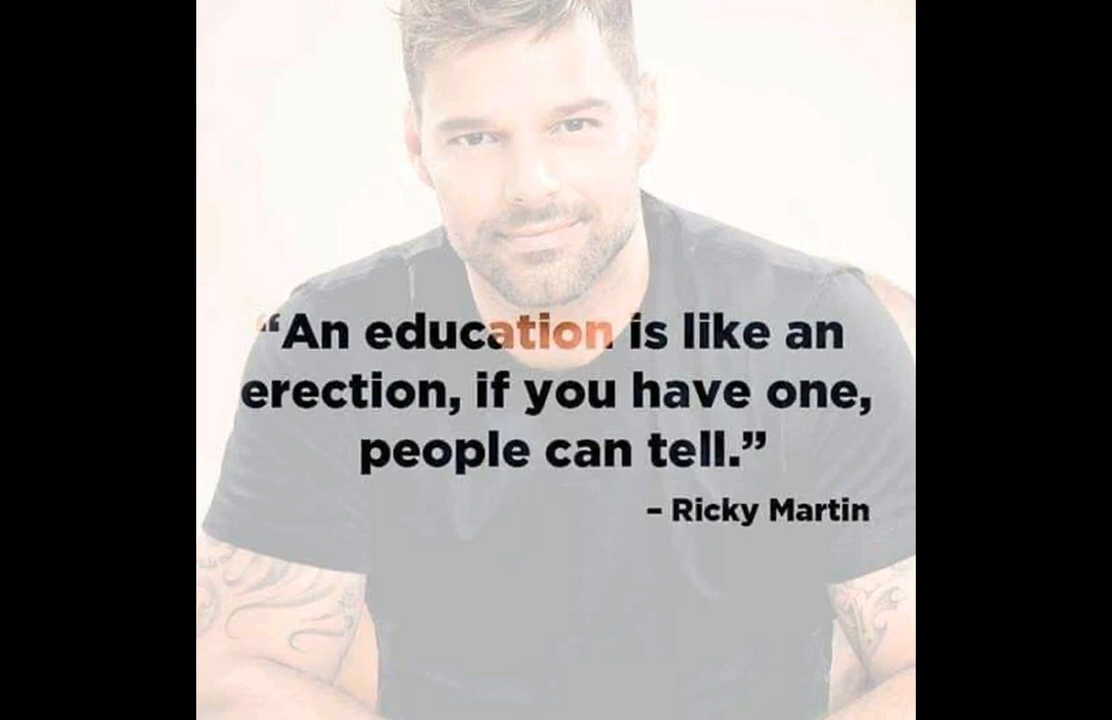 “An education is like an
erection, if you have one,
people can tell.”
– Ricky Martin